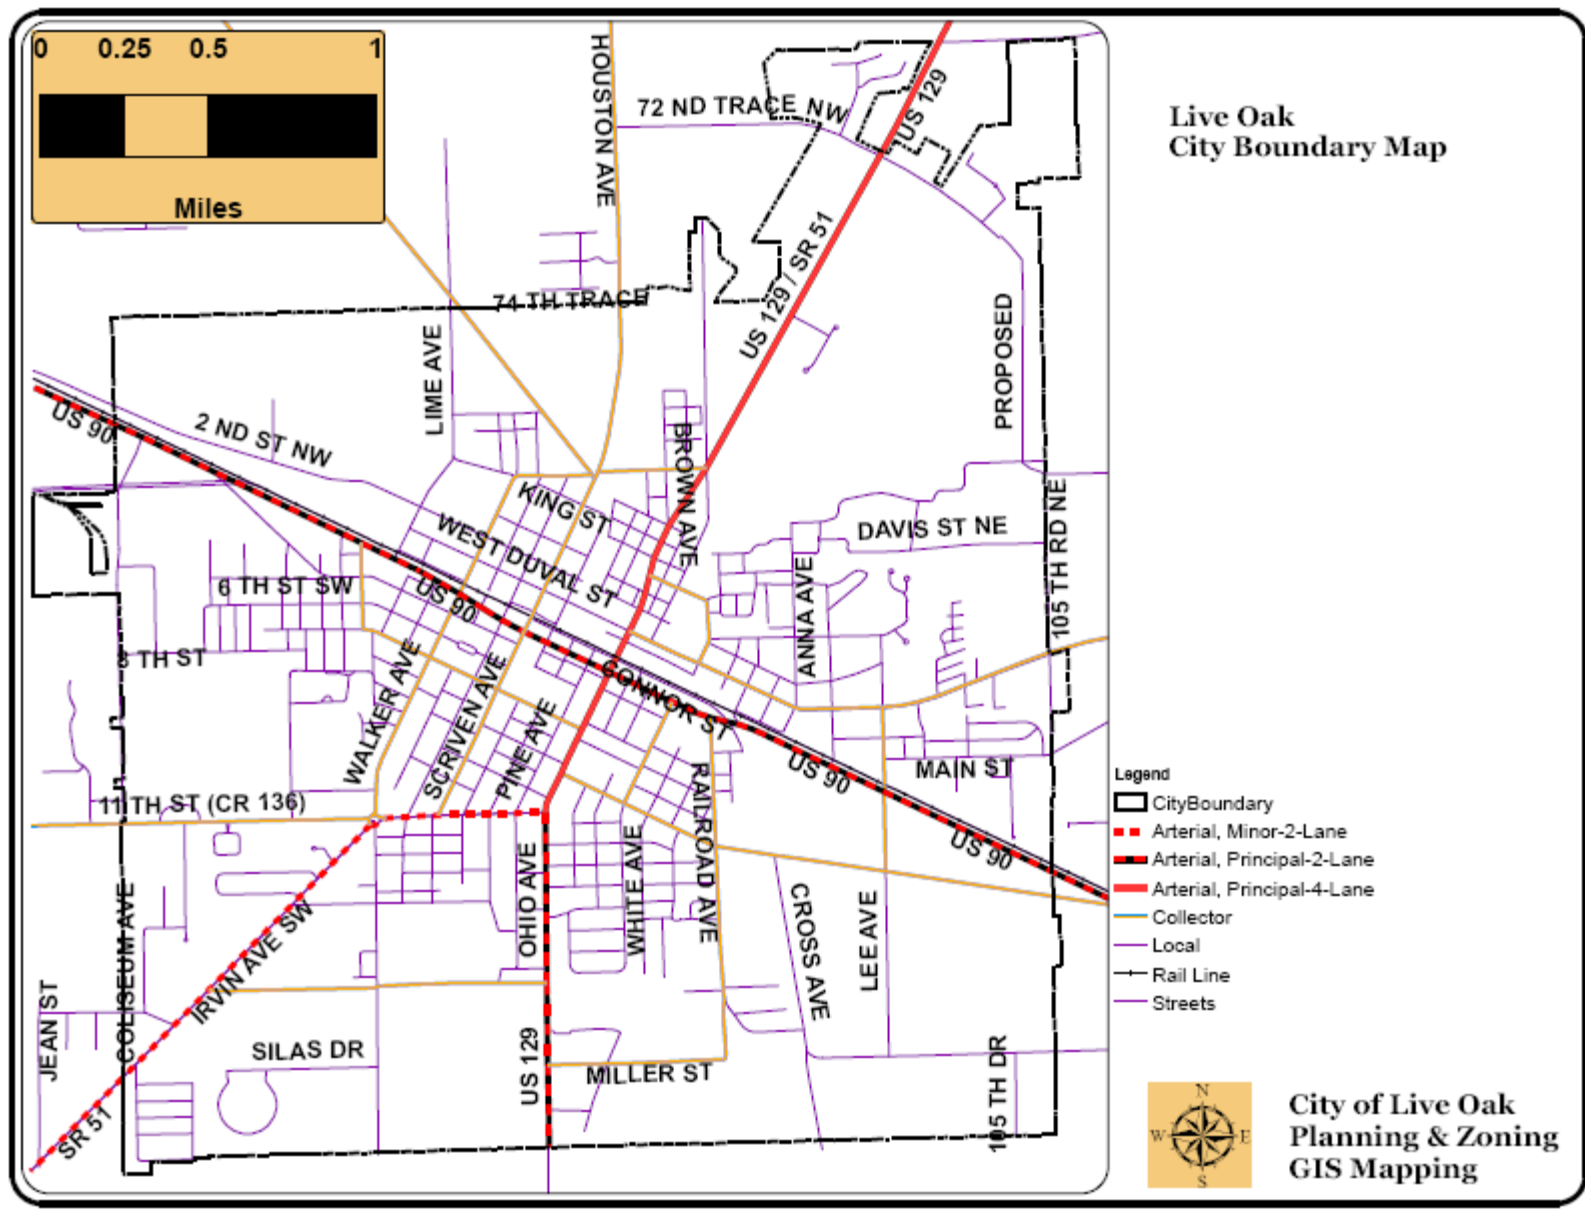 0 0.25 0.5 1
Miles
Live Oak
City Boundary Map
HOUSTON AVE
72 ND TRACE NW
US 129
US 129 / SR 51
74 TH TRACE
LIME AVE
PROPOSED
US 90
2 ND ST NW
BROWN AVE
KING ST
WEST DUVAL ST
DAVIS ST NE
105 TH RD NE
6 TH ST SW
US 90
ANNA AVE
8 TH ST
WALKER AVE
SCRIVEN AVE
PINE AVE
CONNOR ST
US 90
MAIN ST
11 TH ST (CR 136)
RAILROAD AVE
US 90
OHIO AVE
WHITE AVE
COLISEUM AVE
IRVIN AVE SW
CROSS AVE
LEE AVE
JEAN ST
SILAS DR
US 129
MILLER ST
105 TH DR
SR 51
Legend
CityBoundary
Arterial, Minor-2-Lane
Arterial, Principal-2-Lane
Arterial, Principal-4-Lane
Collector
Local
Rail Line
Streets
N
W E
S
City of Live Oak
Planning & Zoning
GIS Mapping